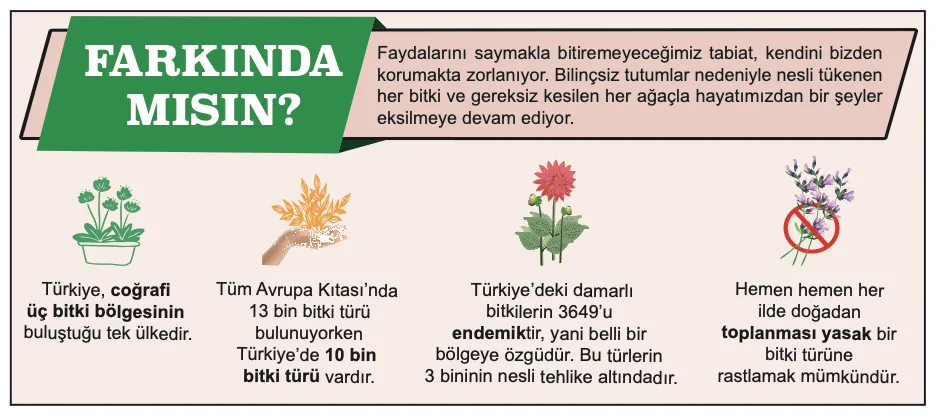 FARKINDA
MISIN?
Faydalarını saymakla bitiremeyeceğimiz tabiat, kendini bizden
korumakta zorlanıyor. Bilinçsiz tutumlar nedeniyle nesli tükenen
her bitki ve gereksiz kesilen her ağaçla hayatımızdan bir şeyler
eksilmeye devam ediyor.
Türkiye, coğrafi
üç bitki bölgesinin
buluştuğu tek ülkedir.
Tüm Avrupa Kıtası’nda
13 bin bitki türü
bulunuyorken
Türkiye’de 10 bin
bitki türü vardır.
Türkiye’deki damarlı
bitkilerin 3649’u
endemiktir, yani belli bir
bölgeye özgüdür. Bu türlerin
3 bininin nesli tehlike altındadır.
Hemen hemen her
ilde doğadan
toplanması yasak bir
bitki türüne
rastlamak mümkündür.